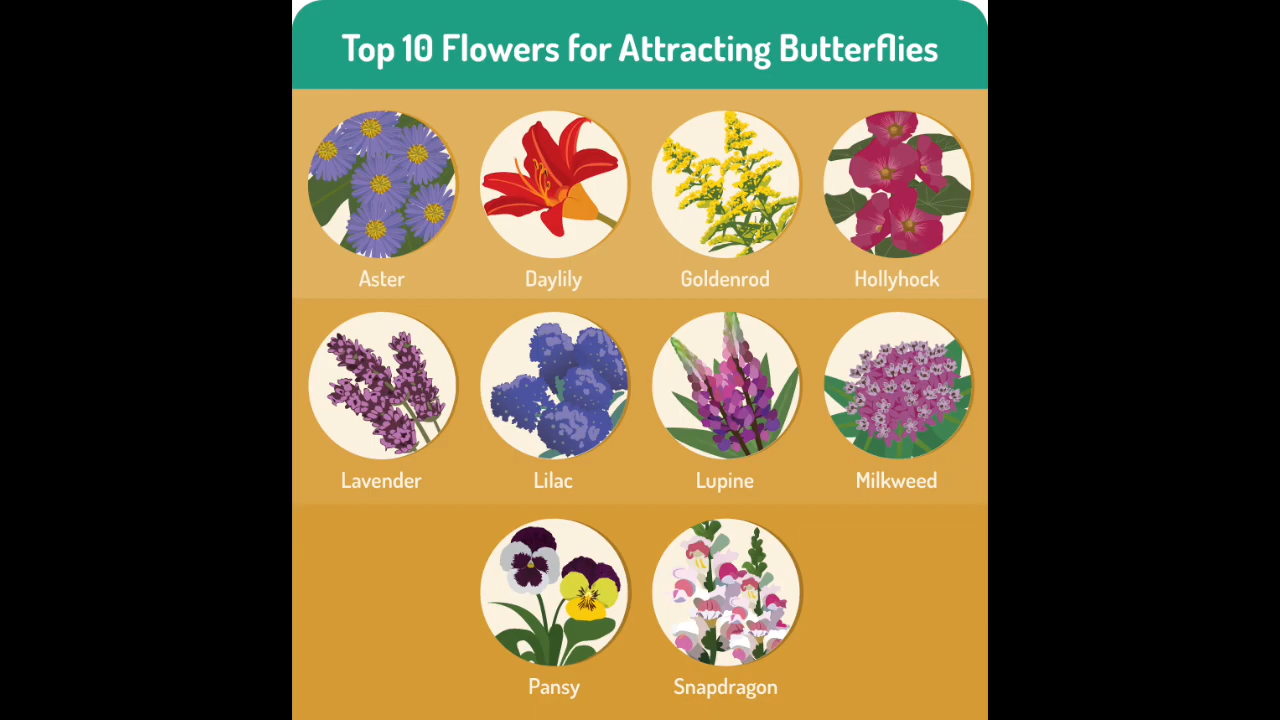 Top 10 Flowers for Attracting Butterflies
Aster
Daylily
Goldenrod
Hollyhock
Lavender
Lilac
Lupine
Milkweed
Pansy
Snapdragon